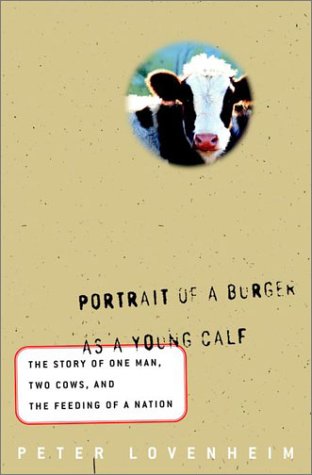 PORTRAIT OF A BURGER
AS A YOUNG CALF
THE STORY OF ONE MAN,
TWO COWS, AND
THE FEEDING OF A NATION
PETER LOVENHEIM